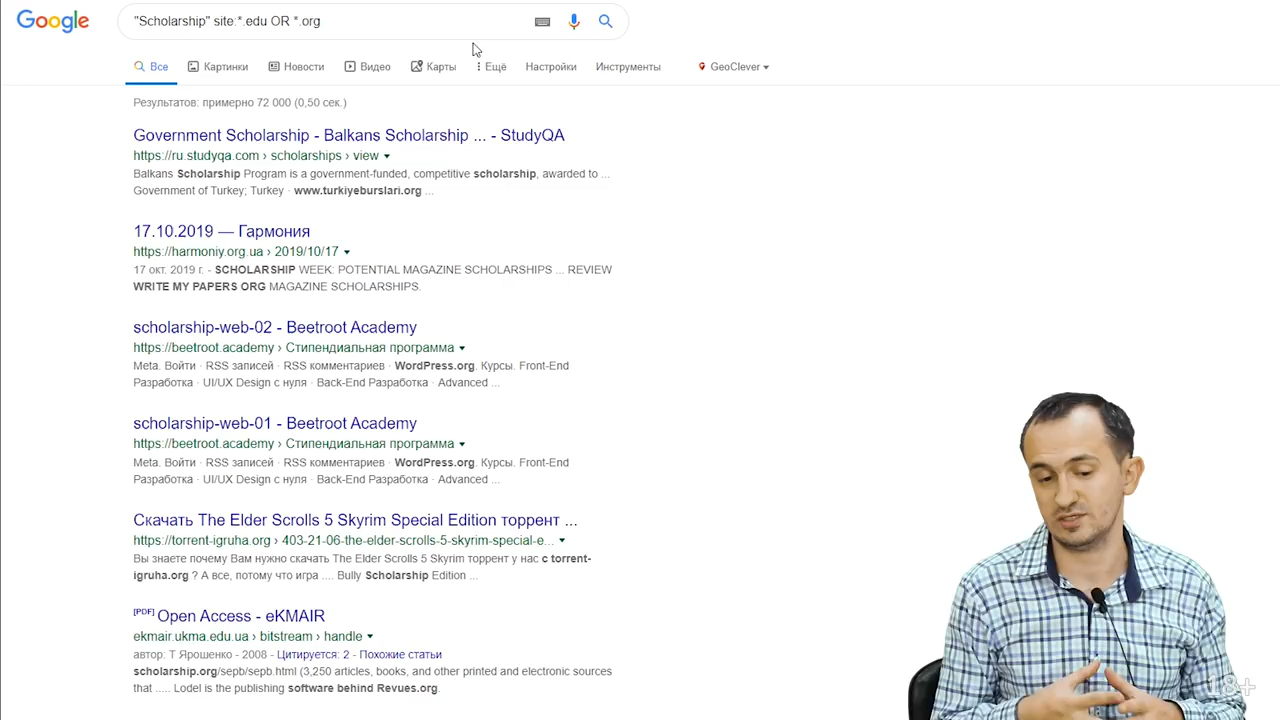 Google
"Scholarship" site:*.edu OR *.org
Все Картинки Новости Видео Карты Ещё Настройки Инструменты GeoClever
Результатов: примерно 72 000 (0,50 сек.)
Government Scholarship - Balkans Scholarship ... - StudyQA
https://ru.studyqa.com › scholarships › view
Balkans Scholarship Program is a government-funded, competitive scholarship, awarded to ...
Government of Turkey; Turkey · www.turkiyeburslari.org ...
17.10.2019 — Гармония
https://harmoniy.org.ua › 2019/10/17
17 окт. 2019 г. - SCHOLARSHIP WEEK: POTENTIAL MAGAZINE SCHOLARSHIPS ... REVIEW
WRITE MY PAPERS ORG MAGAZINE SCHOLARSHIPS.
scholarship-web-02 - Beetroot Academy
https://beetroot.academy › Стипендиальная программа
Meta. Войти · RSS записей · RSS комментариев · WordPress.org. Курсы. Front-End
Разработка · UI/UX Design с нуля · Back-End Разработка · Advanced ...
scholarship-web-01 - Beetroot Academy
https://beetroot.academy › Стипендиальная программа
Meta. Войти · RSS записей · RSS комментариев · WordPress.org. Курсы. Front-End
Разработка · UI/UX Design с нуля · Back-End Разработка · Advanced ...
Скачать The Elder Scrolls 5 Skyrim Special Edition торрент ...
https://torrent-igruha.org › 403-21-06-the-elder-scrolls-5-skyrim-special-e...
Вы знаете почему Вам нужно скачать The Elder Scrolls 5 Skyrim торрент у нас с torrent-
igruha.org ? А все, потому что игра .... Bully Scholarship Edition ...
[PDF] Open Access - eKMAIR
ekmair.ukma.edu.ua › bitstream › handle
автор: Т Ярошенко - 2008 - Цитируется: 2 - Похожие статьи
scholarship.org/sepb/sepb.html (3,250 articles, books, and other printed and electronic sources
that ..... Lodel is the publishing software behind Revues.org.
18+